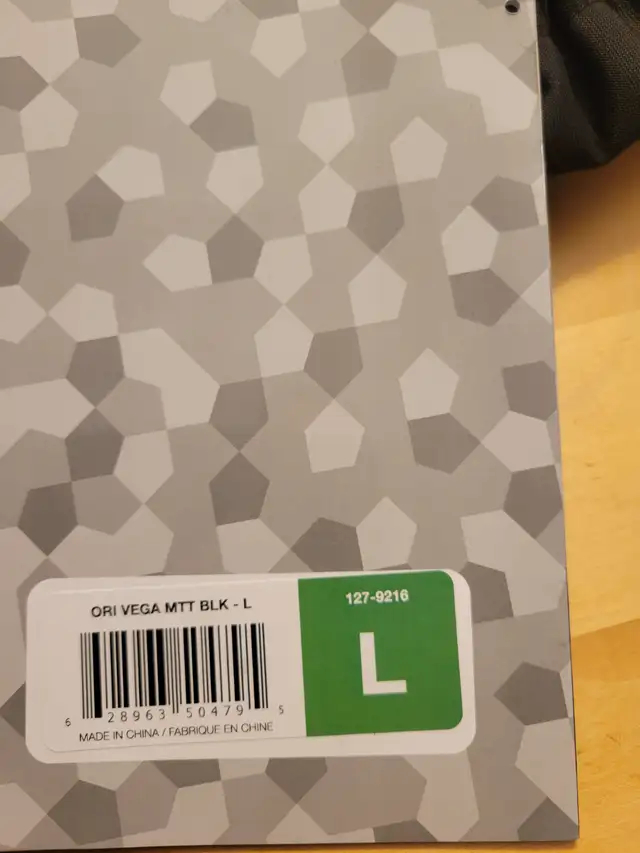 ORI VEGA MTT BLK - L
6 28963 50479 5
MADE IN CHINA / FABRIQUE EN CHINE
127-9216
L